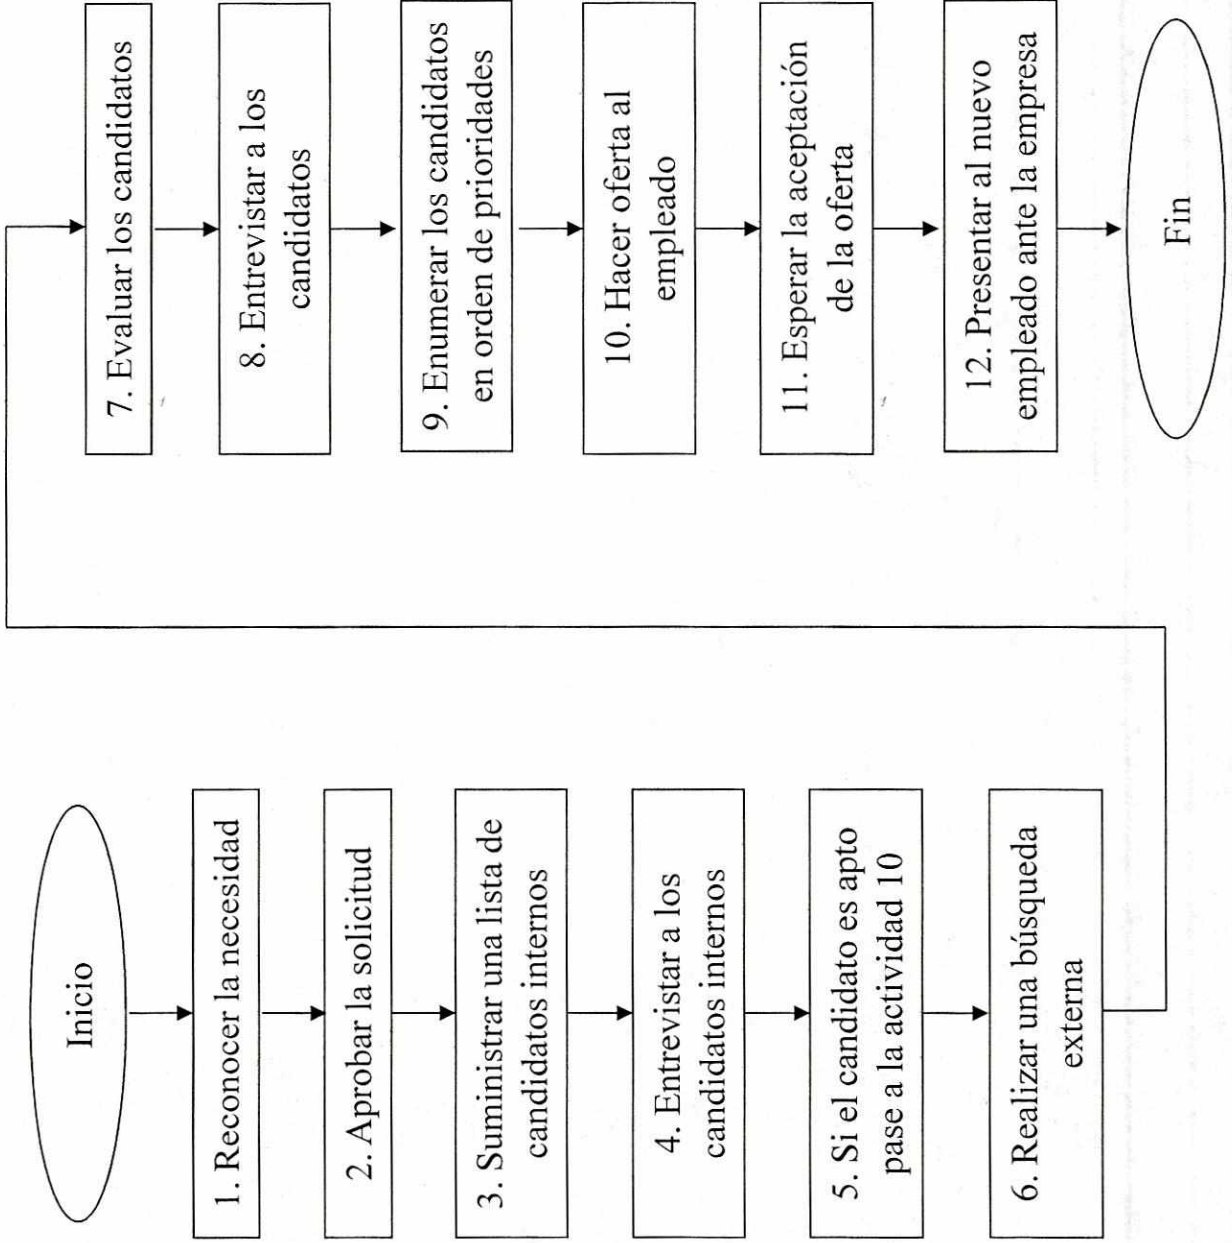 Inicio
1. Reconocer la necesidad
2. Aprobar la solicitud
3. Suministrar una lista de
candidatos internos
4. Entrevistar a los
candidatos internos
5. Si el candidato es apto
pase a la actividad 10
6. Realizar una búsqueda
externa
7. Evaluar los candidatos
8. Entrevistar a los
candidatos
9. Enumerar los candidatos
en orden de prioridades
10. Hacer oferta al
empleado
11. Esperar la aceptación
de la oferta
12. Presentar al nuevo
empleado ante la empresa
Fin